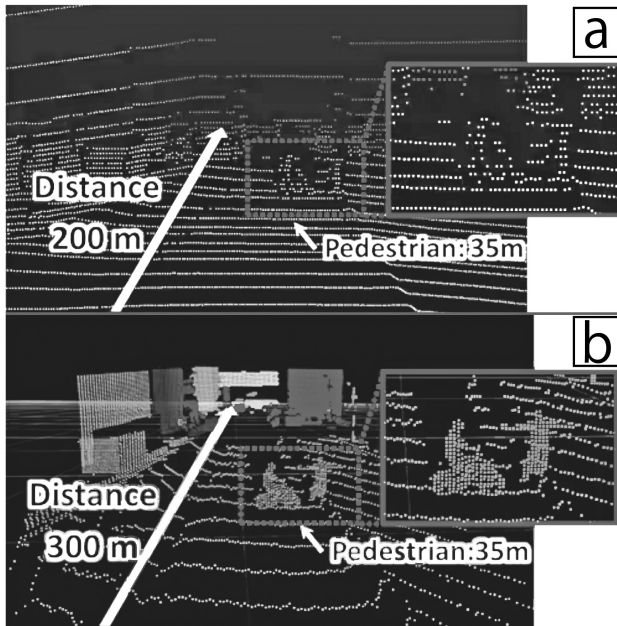 a
Distance
200 m
Pedestrian:35m
b
Distance
300 m
Pedestrian:35m